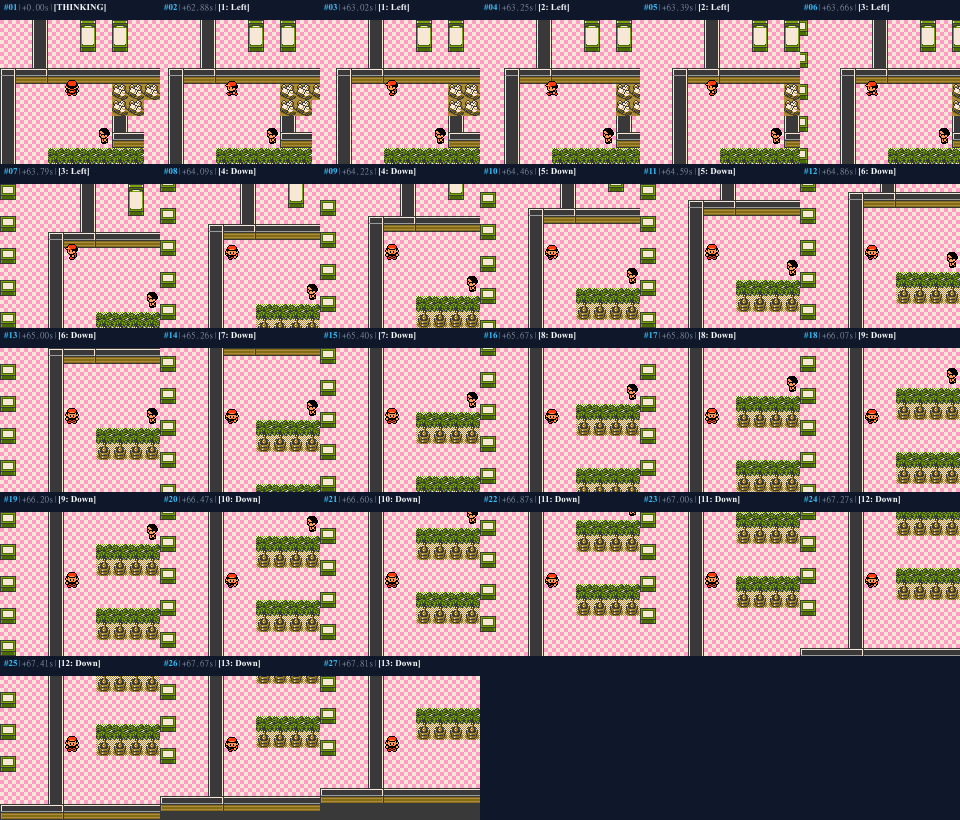 #01|+0.00s|[THINKING] #02|+62.88s|[1: Left] #03|+63.02s|[1: Left] #04|+63.25s|[2: Left] #05|+63.39s|[2: Left] #06|+63.66s|[3: Left]
#07|+63.79s|[3: Left] #08|+64.09s|[4: Down] #09|+64.22s|[4: Down] #10|+64.46s|[5: Down] #11|+64.59s|[5: Down] #12|+64.86s|[6: Down]
#13|+65.00s|[6: Down] #14|+65.26s|[7: Down] #15|+65.40s|[7: Down] #16|+65.67s|[8: Down] #17|+65.80s|[8: Down] #18|+66.07s|[9: Down]
#19|+66.20s|[9: Down] #20|+66.47s|[10: Down] #21|+66.60s|[10: Down] #22|+66.87s|[11: Down] #23|+67.00s|[11: Down] #24|+67.27s|[12: Down]
#25|+67.41s|[12: Down] #26|+67.67s|[13: Down] #27|+67.81s|[13: Down]